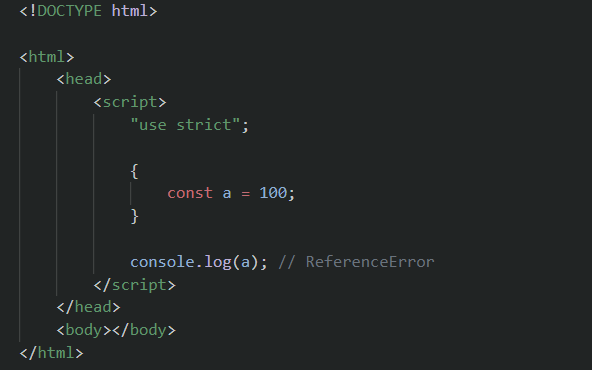 <!DOCTYPE html>
<html>
<head>
<script>
"use strict";
{
const a = 100;
}
console.log(a); // ReferenceError
</script>
</head>
<body></body>
</html>